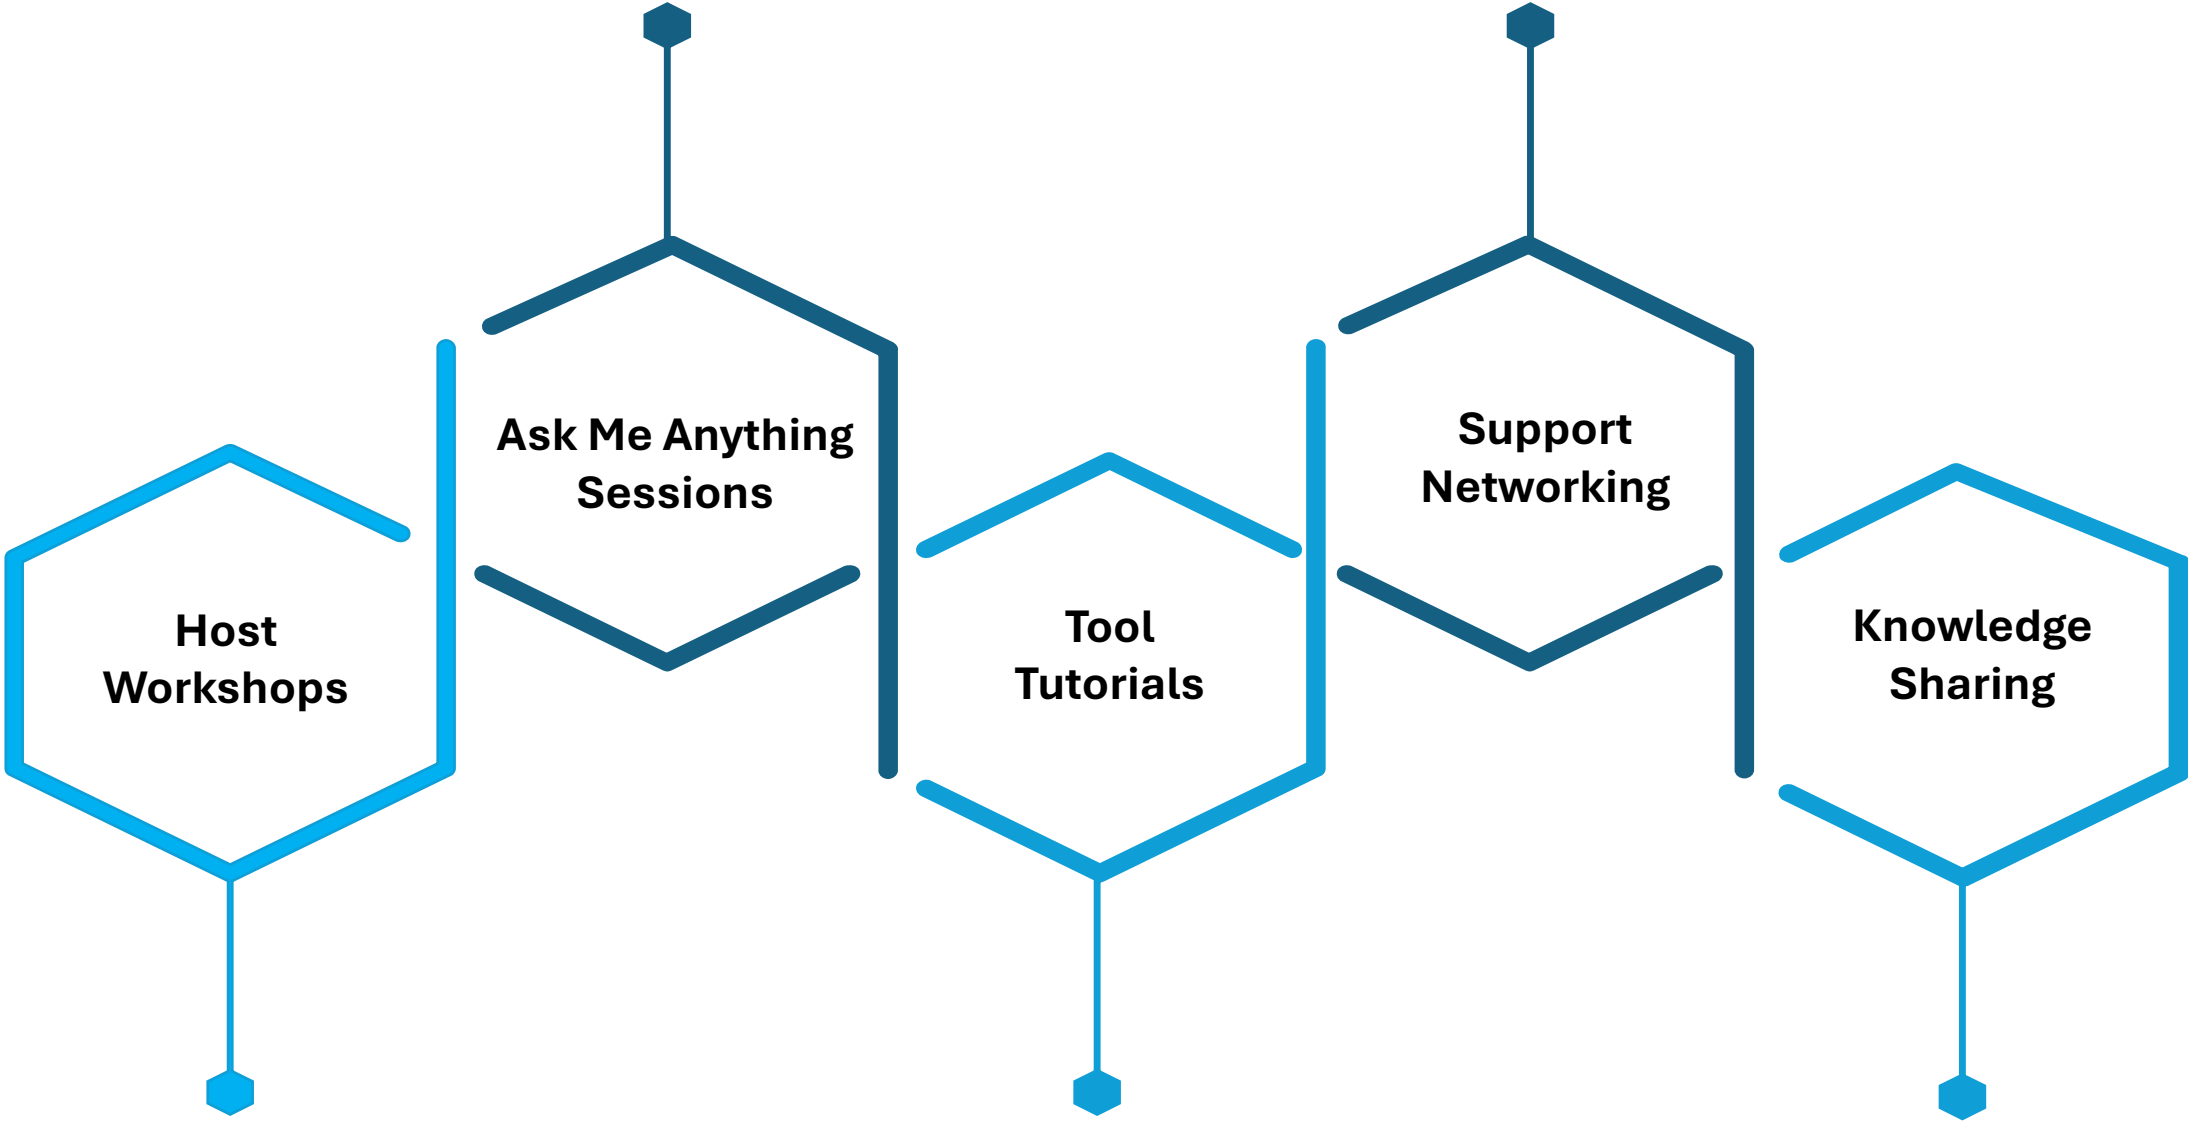 Host
Workshops
Ask Me Anything
Sessions
Tool
Tutorials
Support
Networking
Knowledge
Sharing